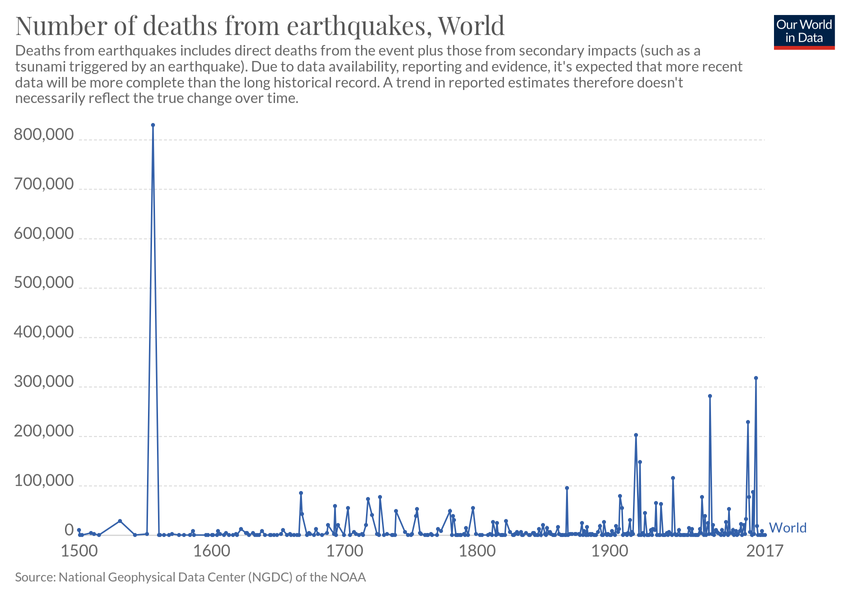 Number of deaths from earthquakes, World
Our World
in Data
Deaths from earthquakes includes direct deaths from the event plus those from secondary impacts (such as a
tsunami triggered by an earthquake). Due to data availability, reporting and evidence, it's expected that more recent
data will be more complete than the long historical record. A trend in reported estimates therefore doesn't
necessarily reflect the true change over time.
800,000
700,000
600,000
500,000
400,000
300,000
200,000
100,000
0
World
1500
1600
1700
1800
1900
2017
Source: National Geophysical Data Center (NGDC) of the NOAA